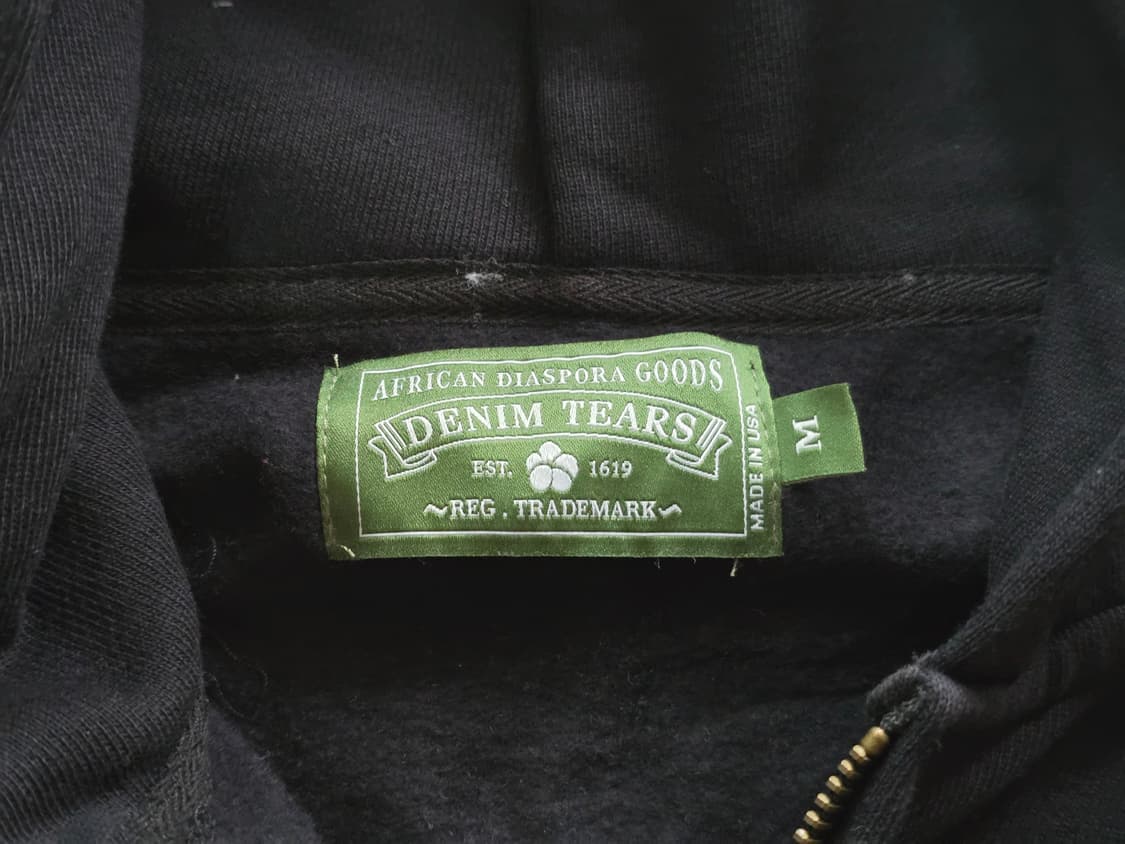 AFRICAN DIASPORA GOODS
DENIM TEARS
EST. 1619
~REG . TRADEMARK~
MADE IN USA
M